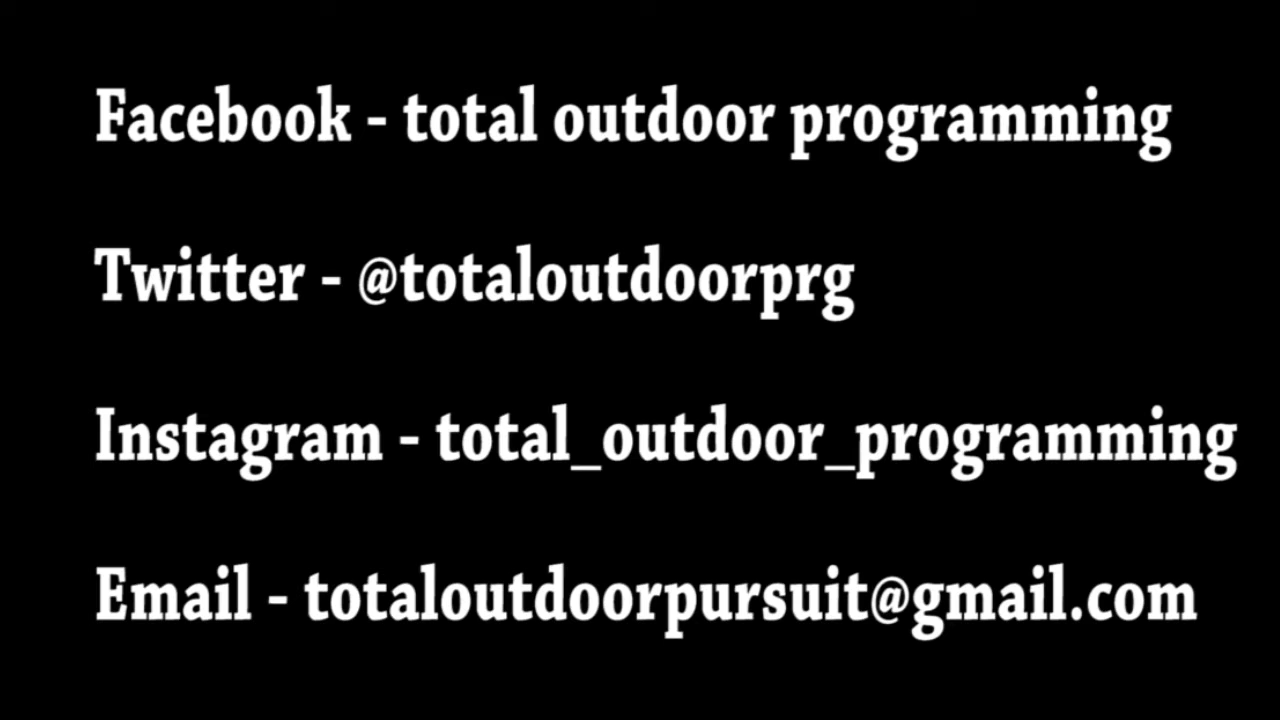 Facebook - total outdoor programming
Twitter - @totaloutdoorprg
Instagram - total_outdoor_programming
Email - totaloutdoorpursuit@gmail.com